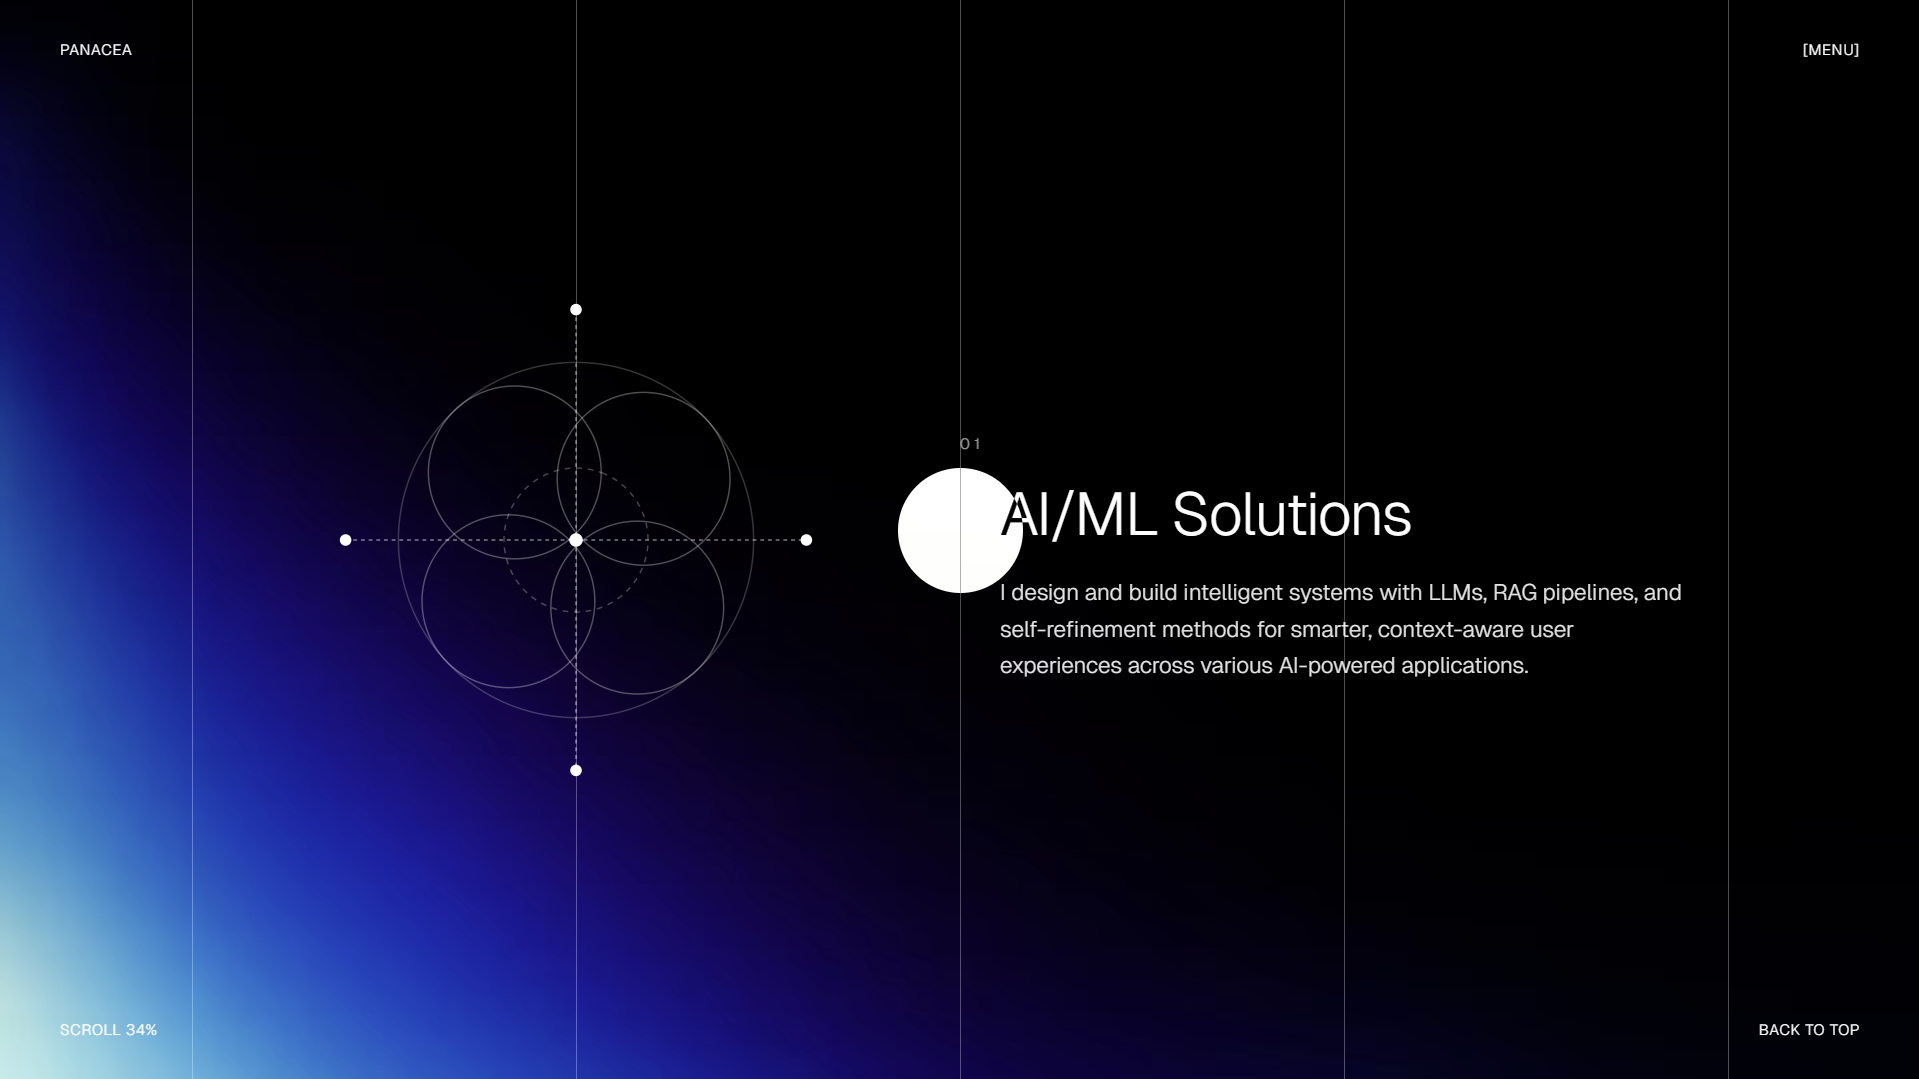 PANACEA
[MENU]
01
AI/ML Solutions
I design and build intelligent systems with LLMs, RAG pipelines, and
self-refinement methods for smarter, context-aware user
experiences across various AI-powered applications.
SCROLL 34%
BACK TO TOP